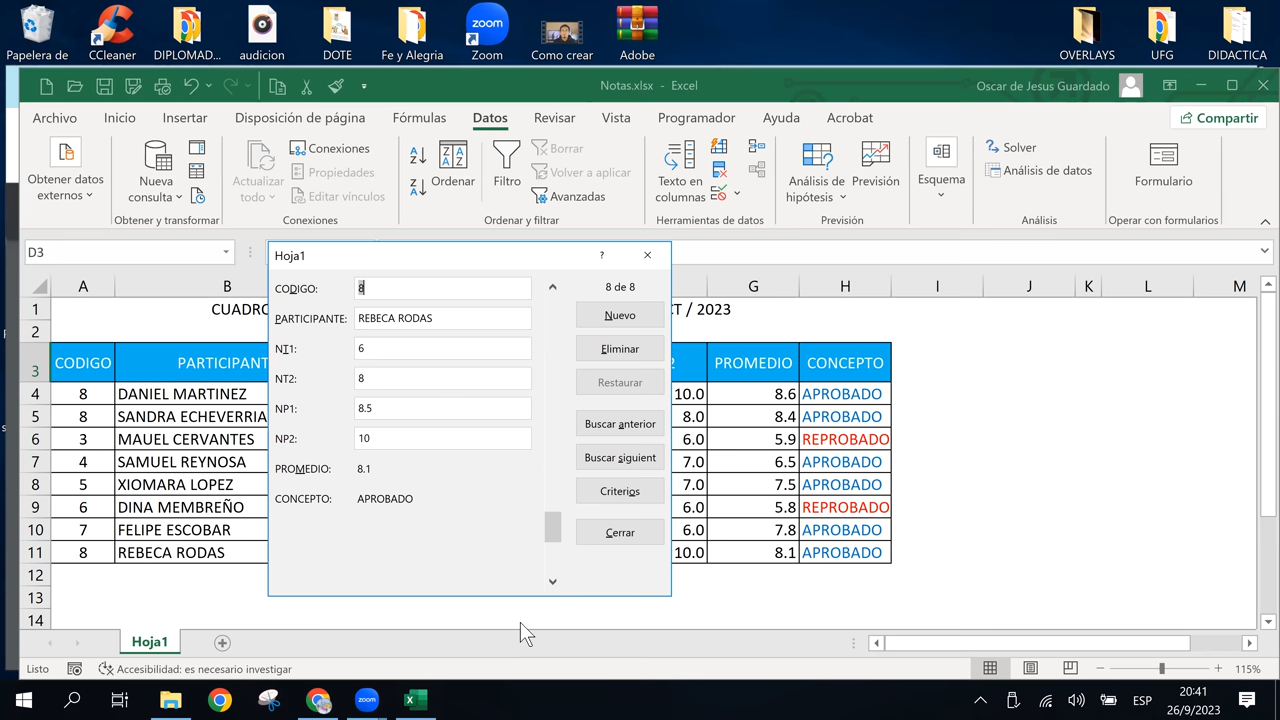 Papelera de
CCleaner
DIPLOMAD...
audicion
DOTE
Fe y Alegria
Zoom
Como crear
Adobe
OVERLAYS
UFG
DIDACTICA
zoom
Notas.xlsx - Excel
Oscar de Jesus Guardado
Archivo
Inicio
Insertar
Disposición de página
Fórmulas
Datos
Revisar
Vista
Programador
Ayuda
Acrobat
Compartir
Obtener datos
externos
Nueva
consulta
Actualizar
todo
Conexiones
Propiedades
Editar vínculos
Ordenar
Filtro
Borrar
Volver a aplicar
Avanzadas
Texto en
columnas
Análisis de
hipótesis
Previsión
Esquema
Solver
Análisis de datos
Formulario
Obtener y transformar
Conexiones
Ordenar y filtrar
Herramientas de datos
Previsión
Análisis
Operar con formularios
D3
A B G H I J K L M
1 CUADRO CT / 2023
2
3 CODIGO PARTICIPANT 2 PROMEDIO CONCEPTO
4 8 DANIEL MARTINEZ 10.0 8.6 APROBADO
5 8 SANDRA ECHEVERRIA 8.0 8.4 APROBADO
6 3 MAUEL CERVANTES 6.0 5.9 REPROBADO
7 4 SAMUEL REYNOSA 7.0 6.5 APROBADO
8 5 XIOMARA LOPEZ 7.0 7.5 APROBADO
9 6 DINA MEMBREÑO 6.0 5.8 REPROBADO
10 7 FELIPE ESCOBAR 6.0 7.8 APROBADO
11 8 REBECA RODAS 10.0 8.1 APROBADO
12
13
14
Hoja1 ?
CODIGO: 8
PARTICIPANTE: REBECA RODAS
NT1: 6
NT2: 8
NP1: 8.5
NP2: 10
PROMEDIO: 8.1
CONCEPTO: APROBADO
8 de 8
Nuevo
Eliminar
Restaurar
Buscar anterior
Buscar siguient
Criterios
Cerrar
Hoja1
Listo
Accesibilidad: es necesario investigar
115%
zoom
ESP
20:41
26/9/2023